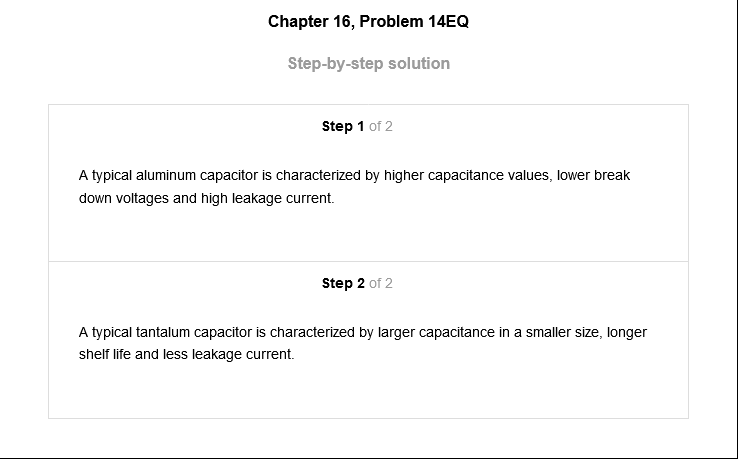 Chapter 16, Problem 14EQ
Step-by-step solution
Step 1 of 2
A typical aluminum capacitor is characterized by higher capacitance values, lower break
down voltages and high leakage current.
Step 2 of 2
A typical tantalum capacitor is characterized by larger capacitance in a smaller size, longer
shelf life and less leakage current.